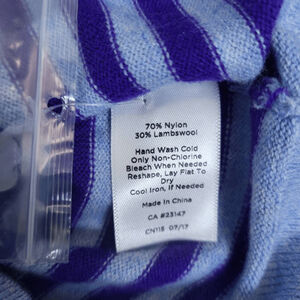 70% Nylon
30% Lambswool
Hand Wash Cold
Only Non-Chlorine
Bleach When Needed
Reshape, Lay Flat To
Dry
Cool Iron, If Needed
Made In China
CA #23147
CN115 07/17